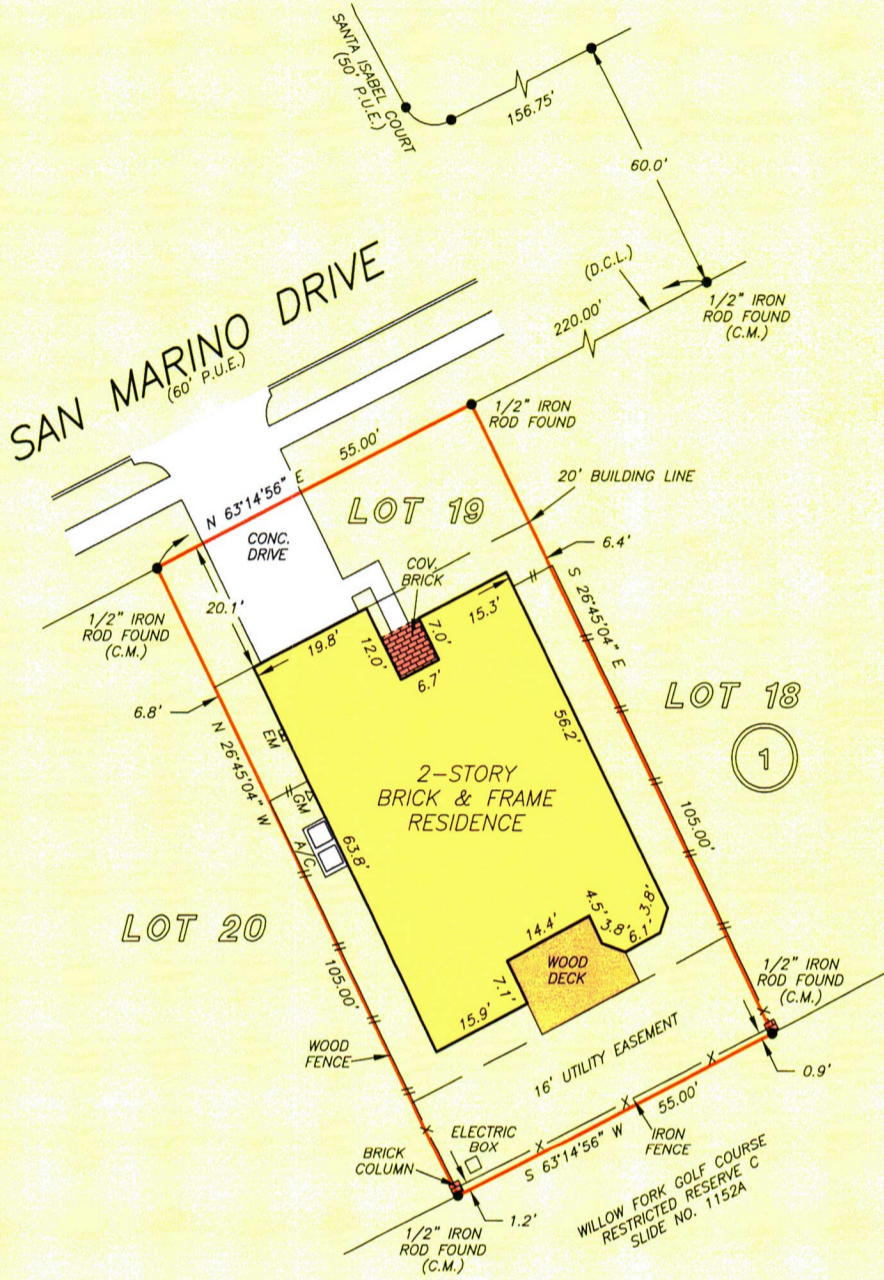 SANTA ISABEL COURT
(50' P.U.E.)
156.75'
60.0'
SAN MARINO DRIVE
(60' P.U.E.)
(D.C.L.)
220.00'
1/2" IRON
ROD FOUND
(C.M.)
1/2" IRON
ROD FOUND
N 63°14'56" E
55.00'
20' BUILDING LINE
LOT 19
CONC.
DRIVE
COV.
BRICK
6.4'
1/2" IRON
ROD FOUND
(C.M.)
20.1'
19.8'
12.0'
7.0'
6.7'
15.3'
S 26°45'04" E
6.8'
N 26°45'04" W
EM
GM
A/C
63.8'
56.2'
LOT 18
1
2-STORY
BRICK & FRAME
RESIDENCE
105.00'
LOT 20
105.00'
14.4'
4.5'
3.8'
6.1'
3.8'
WOOD
DECK
7.1'
15.9'
1/2" IRON
ROD FOUND
(C.M.)
WOOD
FENCE
16' UTILITY EASEMENT
0.9'
ELECTRIC
BOX
BRICK
COLUMN
S 63°14'56" W
55.00'
IRON
FENCE
1.2'
1/2" IRON
ROD FOUND
(C.M.)
WILLOW FORK GOLF COURSE
RESTRICTED RESERVE C
SLIDE NO. 1152A